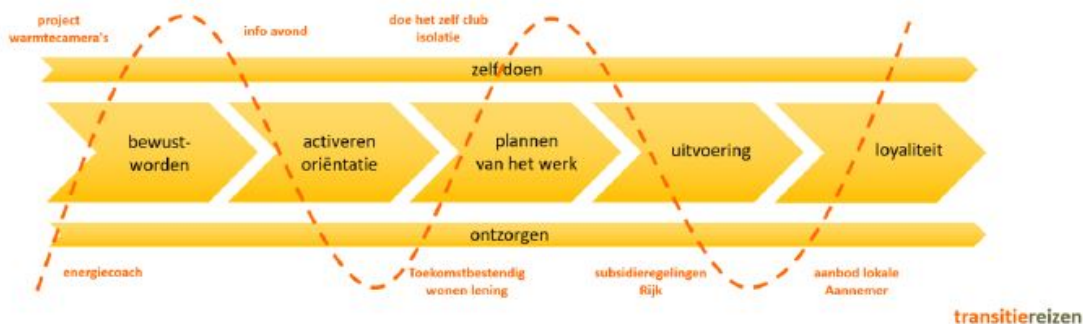 project
warmtecamera's
info avond
doe het zelf club
isolatie
zelf doen
bewust-
worden
activeren
oriëntatie
plannen
van het werk
uitvoering
loyaliteit
ontzorgen
energiecoach
Toekomstbestendig
wonen lening
subsidieregelingen
Rijk
aanbod lokale
Aannemer
transitiereizen